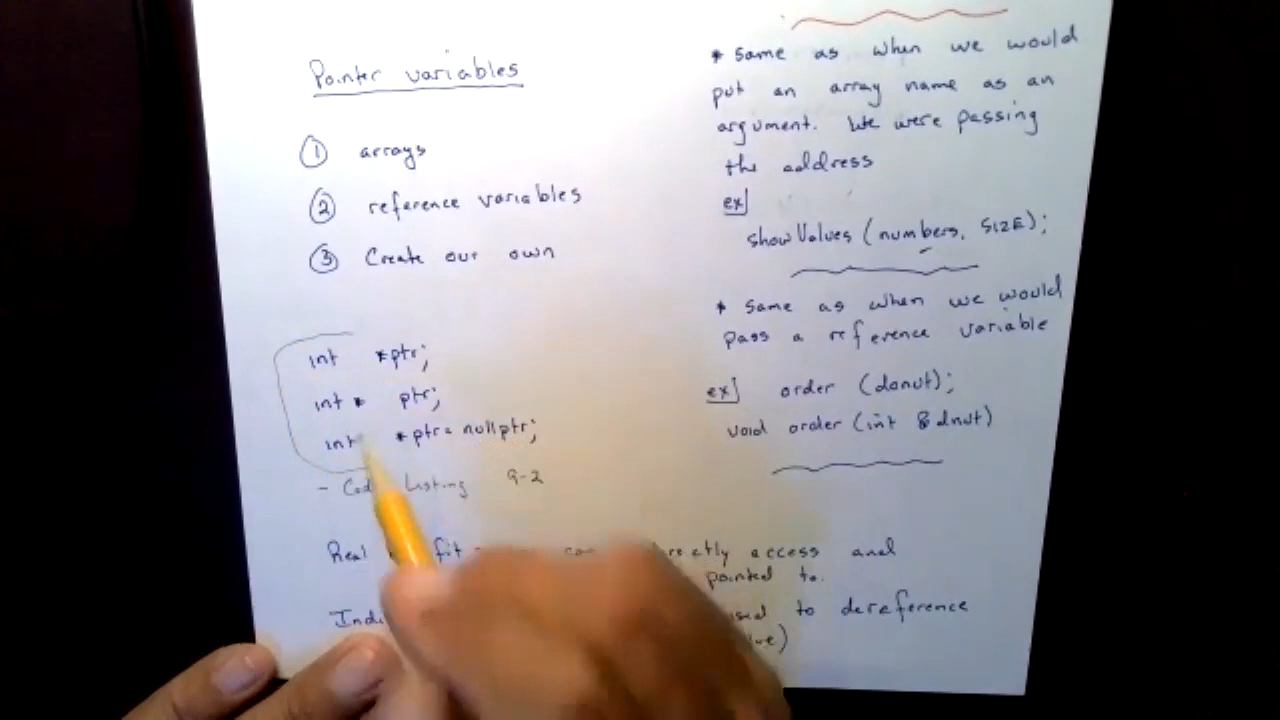 Pointer variables
① arrays
② reference variables
③ Create our own
int *ptr;
int * ptr;
int *ptr = nullptr;
- Listing 9-2
Real
access and
pointed to.
to dereference
* Same as when we would
put an array name as an
argument. We were passing
the address
ex]
showValues (numbers, SIZE);
* Same as when we would
pass a reference variable
ex] order (donut);
void order (int &dnut)